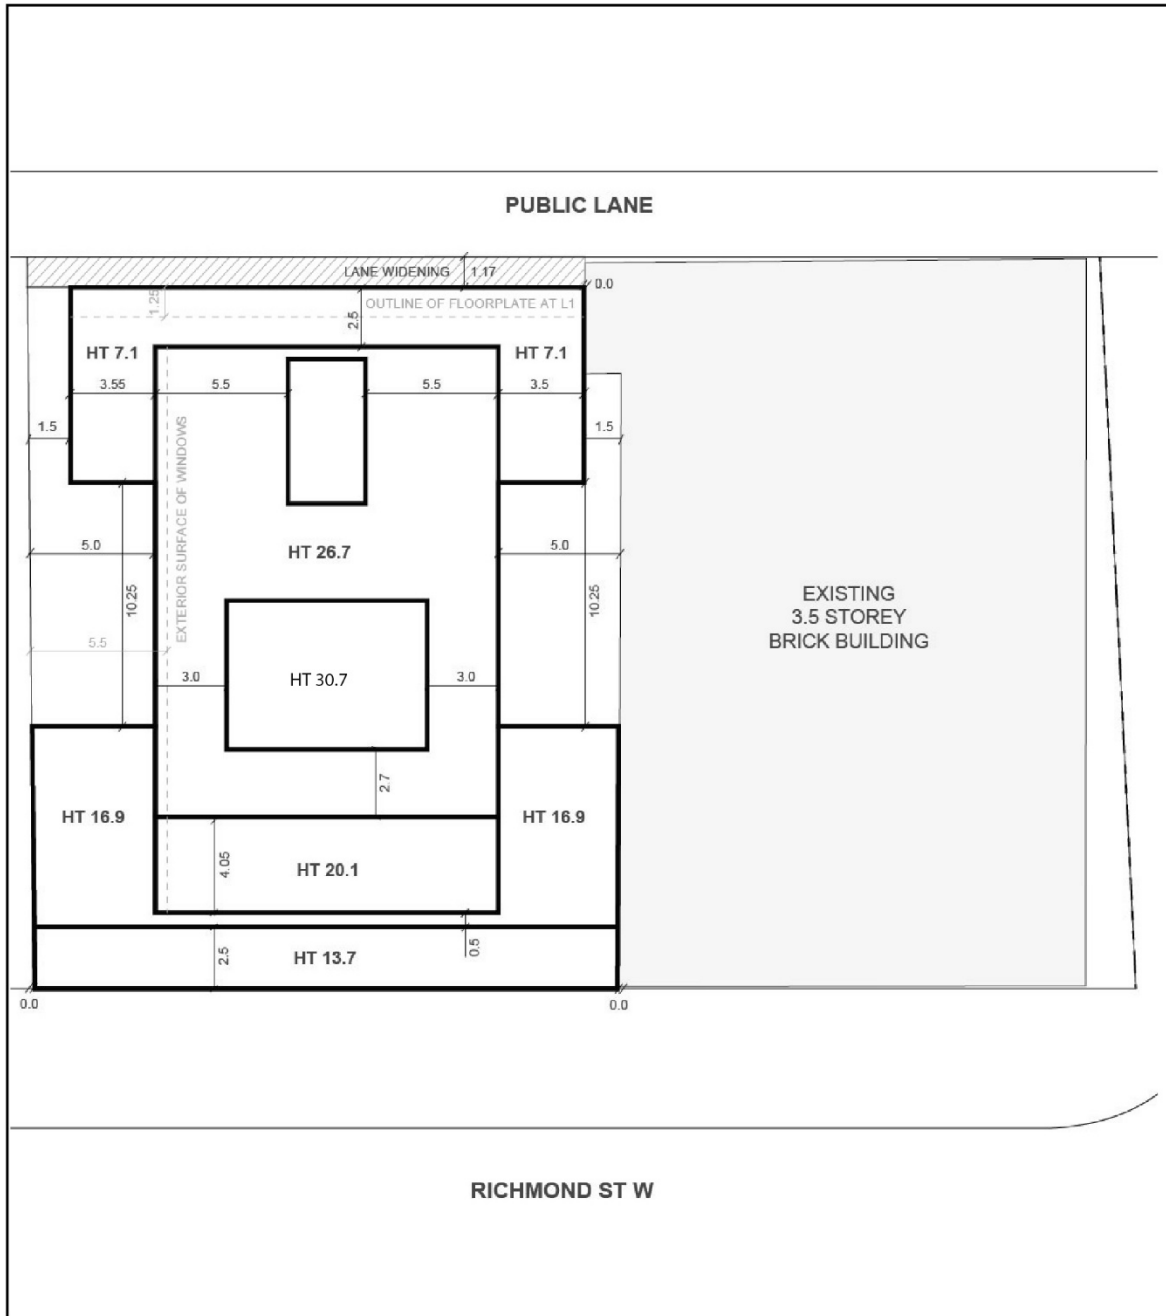 PUBLIC LANE
LANE WIDENING 1.17
0.0
1.25
OUTLINE OF FLOORPLATE AT L1
2.5
HT 7.1
HT 7.1
3.55
5.5
5.5
3.5
1.5
1.5
EXTERIOR SURFACE OF WINDOWS
5.0
HT 26.7
5.0
10.25
10.25
EXISTING
3.5 STOREY
BRICK BUILDING
5.5
3.0
HT 30.7
3.0
2.7
HT 16.9
HT 16.9
4.05
HT 20.1
0.5
2.5
HT 13.7
0.0
0.0
RICHMOND ST W